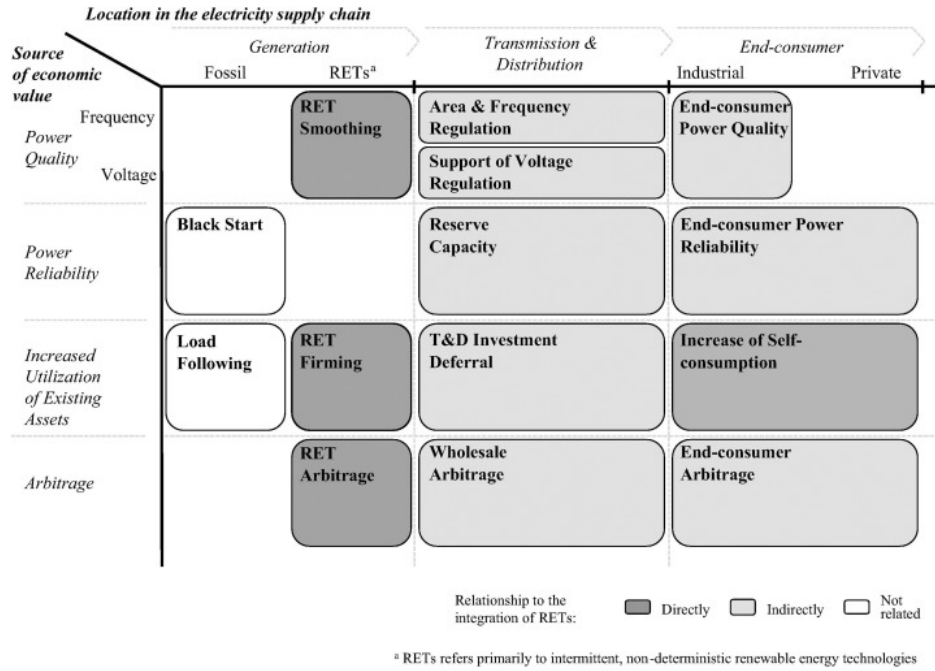 Location in the electricity supply chain
Source
of economic
value
Generation
Transmission &
Distribution
End-consumer
Fossil
RETsᵃ
Industrial
Private
Power
Quality
Frequency
Voltage
RET
Smoothing
Area & Frequency
Regulation
Support of Voltage
Regulation
End-consumer
Power Quality
Power
Reliability
Black Start
Reserve
Capacity
End-consumer Power
Reliability
Increased
Utilization
of Existing
Assets
Load
Following
RET
Firming
T&D Investment
Deferral
Increase of Self-
consumption
Arbitrage
RET
Arbitrage
Wholesale
Arbitrage
End-consumer
Arbitrage
Relationship to the
integration of RETs:
Directly
Indirectly
Not
related
ᵃ RETs refers primarily to intermittent, non-deterministic renewable energy technologies